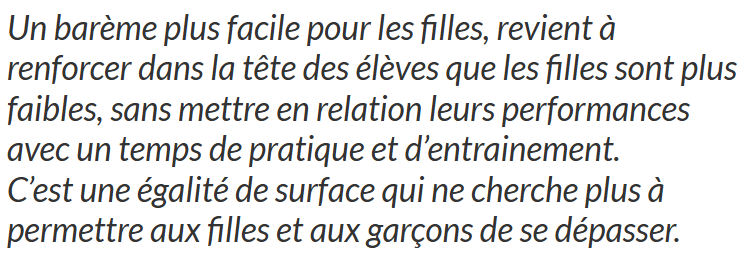 Un barème plus facile pour les filles, revient à
renforcer dans la tête des élèves que les filles sont plus
faibles, sans mettre en relation leurs performances
avec un temps de pratique et d’entrainement.
C’est une égalité de surface qui ne cherche plus à
permettre aux filles et aux garçons de se dépasser.